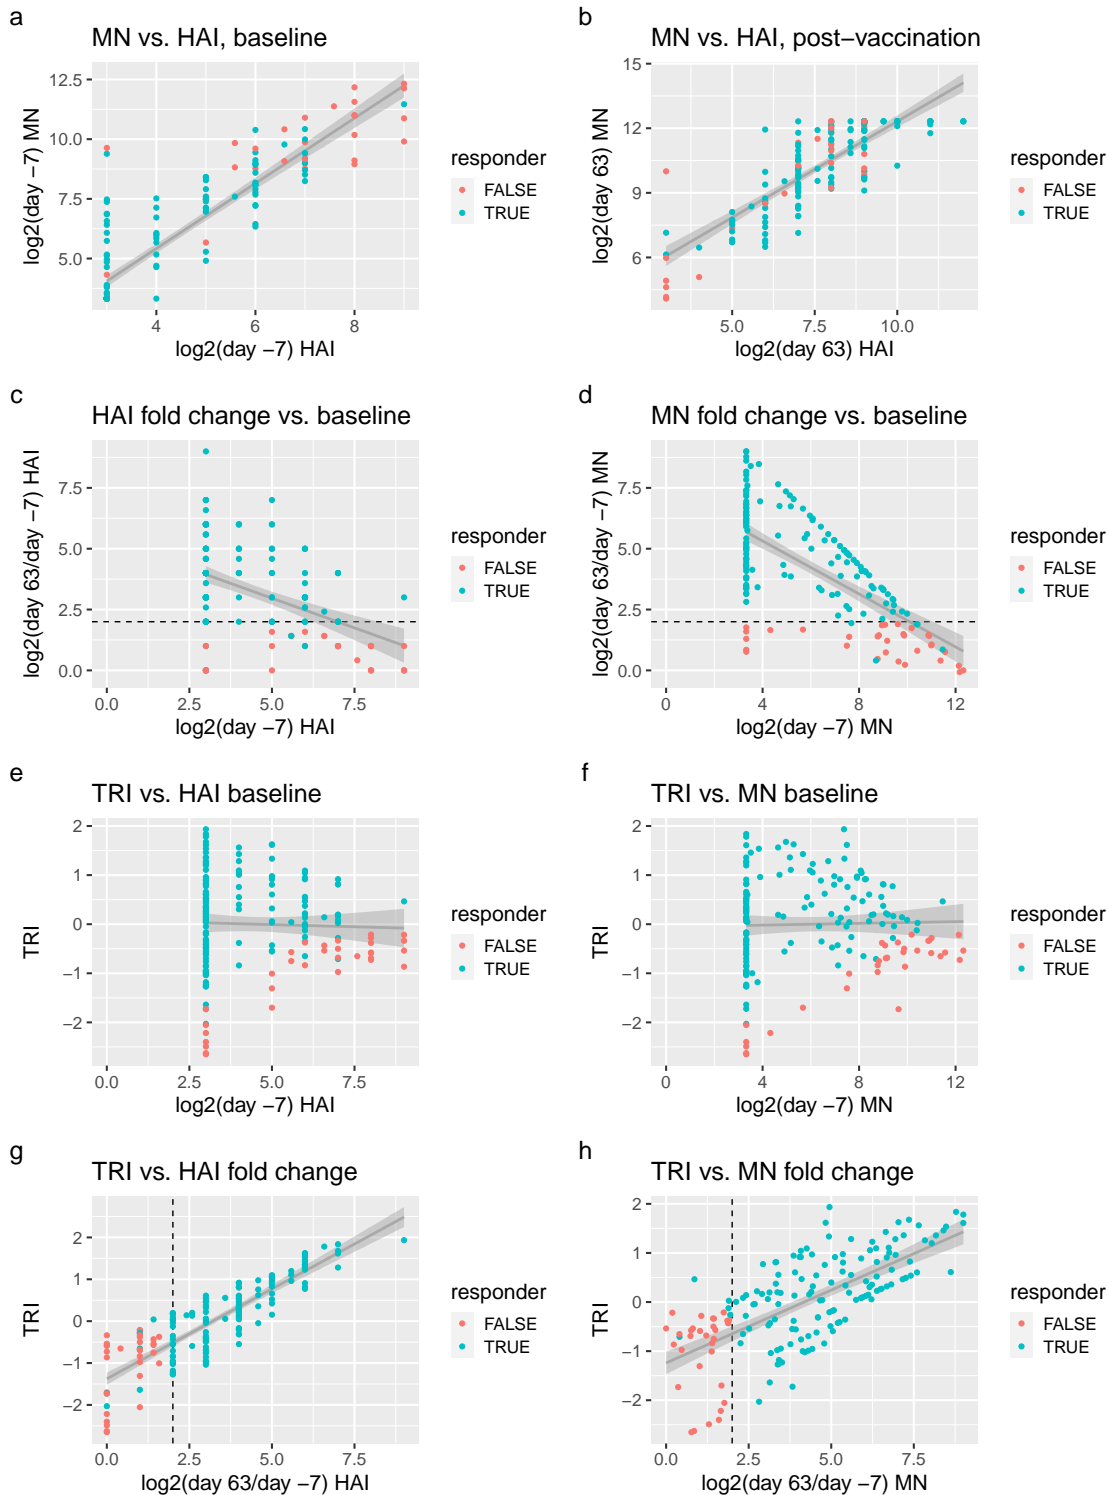 a
MN vs. HAI, baseline
12.5
10.0
7.5
5.0
log2(day −7) MN
4
6
8
log2(day −7) HAI
responder
FALSE
TRUE
b
MN vs. HAI, post−vaccination
15
12
9
6
log2(day 63) MN
5.0
7.5
10.0
log2(day 63) HAI
responder
FALSE
TRUE
c
HAI fold change vs. baseline
7.5
5.0
2.5
0.0
log2(day 63/day −7) HAI
0.0
2.5
5.0
7.5
log2(day −7) HAI
responder
FALSE
TRUE
d
MN fold change vs. baseline
7.5
5.0
2.5
0.0
log2(day 63/day −7) MN
0
4
8
12
log2(day −7) MN
responder
FALSE
TRUE
e
TRI vs. HAI baseline
2
1
0
−1
−2
TRI
0.0
2.5
5.0
7.5
log2(day −7) HAI
responder
FALSE
TRUE
f
TRI vs. MN baseline
2
1
0
−1
−2
TRI
0
4
8
12
log2(day −7) MN
responder
FALSE
TRUE
g
TRI vs. HAI fold change
2
1
0
−1
−2
TRI
0.0
2.5
5.0
7.5
log2(day 63/day −7) HAI
responder
FALSE
TRUE
h
TRI vs. MN fold change
2
1
0
−1
−2
TRI
0.0
2.5
5.0
7.5
log2(day 63/day −7) MN
responder
FALSE
TRUE